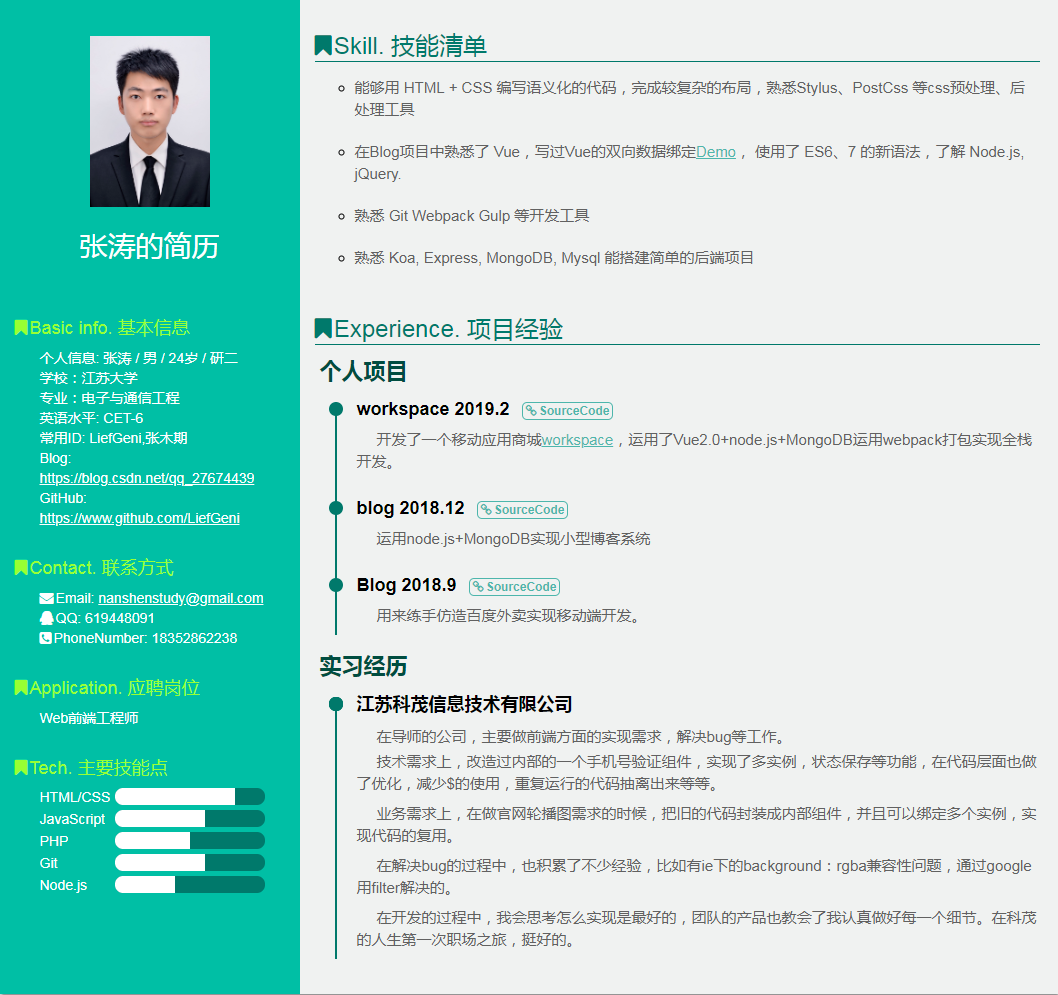 张涛的简历
Basic info. 基本信息
个人信息: 张涛 / 男 / 24岁 / 研二
学校：江苏大学
专业：电子与通信工程
英语水平: CET-6
常用ID: LiefGeni,张木期
Blog:
https://blog.csdn.net/qq_27674439
GitHub:
https://www.github.com/LiefGeni
Contact. 联系方式
Email: nanshenstudy@gmail.com
QQ: 619448091
PhoneNumber: 18352862238
Application. 应聘岗位
Web前端工程师
Tech. 主要技能点
HTML/CSS
JavaScript
PHP
Git
Node.js
Skill. 技能清单
能够用 HTML + CSS 编写语义化的代码，完成较复杂的布局，熟悉Stylus、PostCss 等css预处理、后
处理工具
在Blog项目中熟悉了 Vue，写过Vue的双向数据绑定Demo， 使用了 ES6、7 的新语法，了解 Node.js,
jQuery.
熟悉 Git Webpack Gulp 等开发工具
熟悉 Koa, Express, MongoDB, Mysql 能搭建简单的后端项目
Experience. 项目经验
个人项目
workspace 2019.2 SourceCode
开发了一个移动应用商城workspace，运用了Vue2.0+node.js+MongoDB运用webpack打包实现全栈
开发。
blog 2018.12 SourceCode
运用node.js+MongoDB实现小型博客系统
Blog 2018.9 SourceCode
用来练手仿造百度外卖实现移动端开发。
实习经历
江苏科茂信息技术有限公司
在导师的公司，主要做前端方面的实现需求，解决bug等工作。
技术需求上，改造过内部的一个手机号验证组件，实现了多实例，状态保存等功能，在代码层面也做
了优化，减少$的使用，重复运行的代码抽离出来等等。
业务需求上，在做官网轮播图需求的时候，把旧的代码封装成内部组件，并且可以绑定多个实例，实
现代码的复用。
在解决bug的过程中，也积累了不少经验，比如有ie下的background：rgba兼容性问题，通过google
用filter解决的。
在开发的过程中，我会思考怎么实现是最好的，团队的产品也教会了我认真做好每一个细节。在科茂
的人生第一次职场之旅，挺好的。